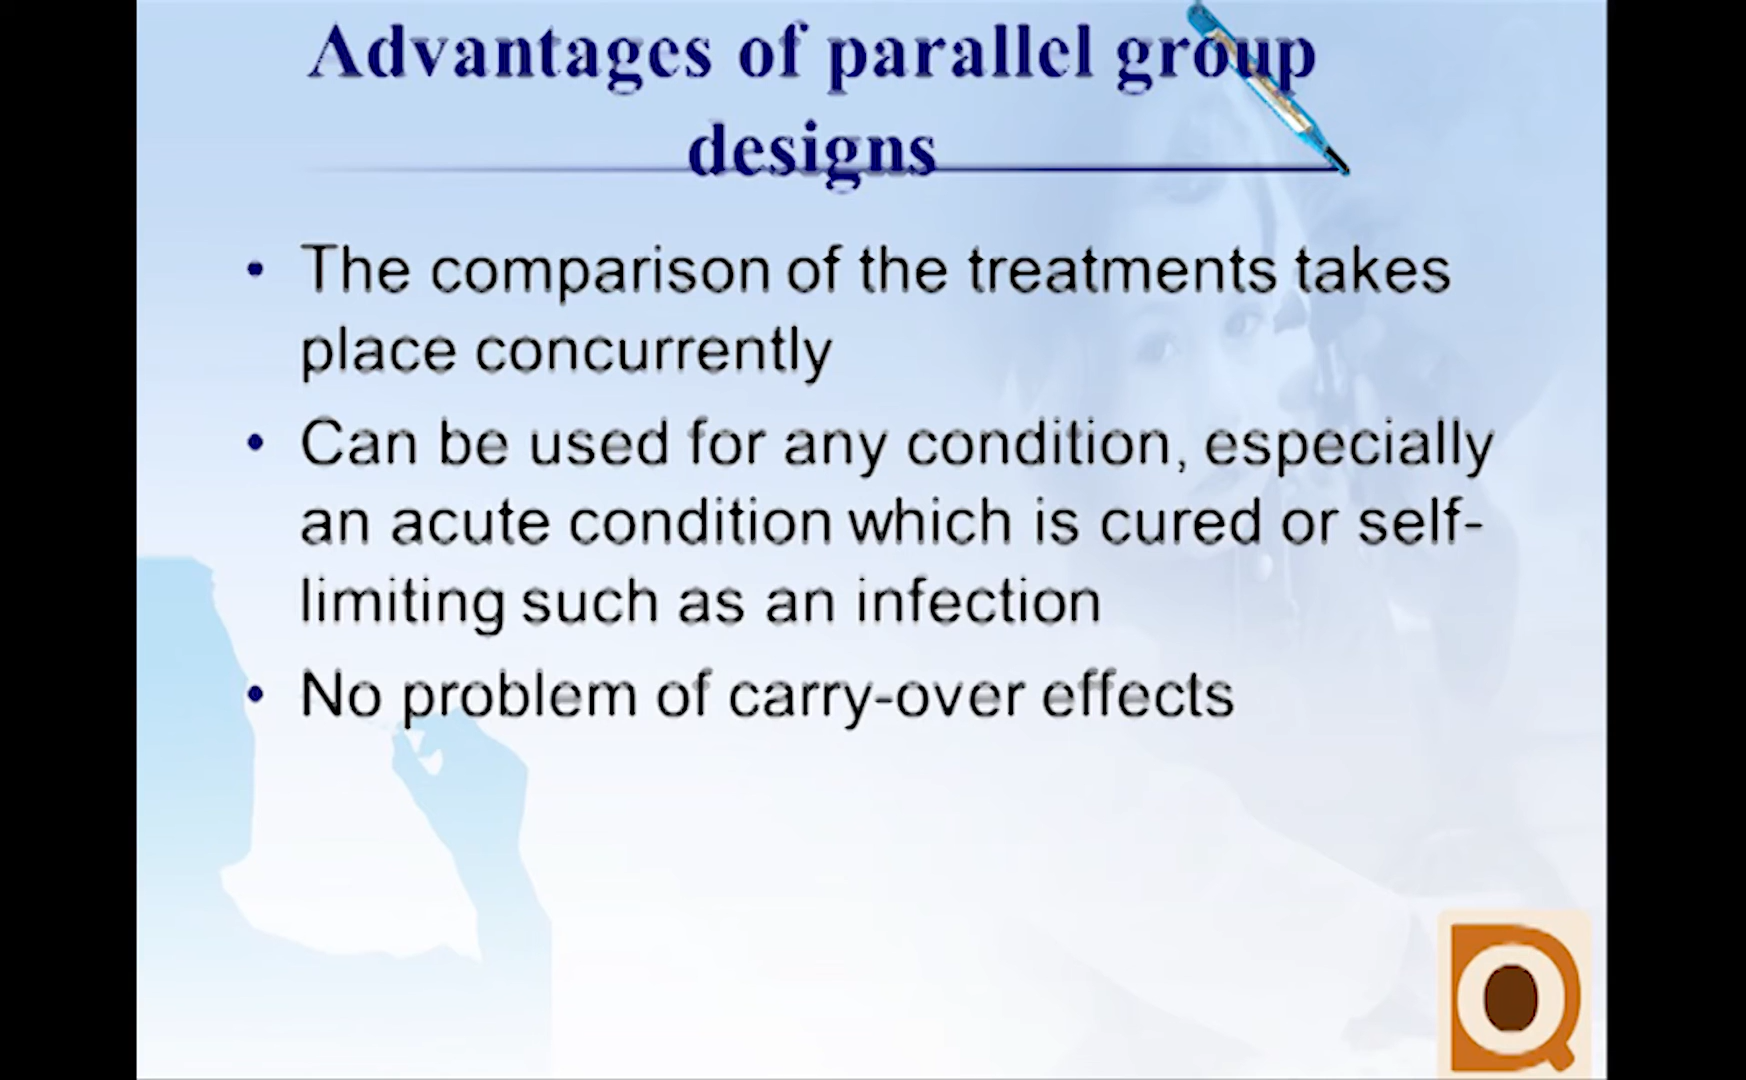 Advantages of parallel group
designs
• The comparison of the treatments takes
place concurrently
• Can be used for any condition, especially
an acute condition which is cured or self-
limiting such as an infection
• No problem of carry-over effects